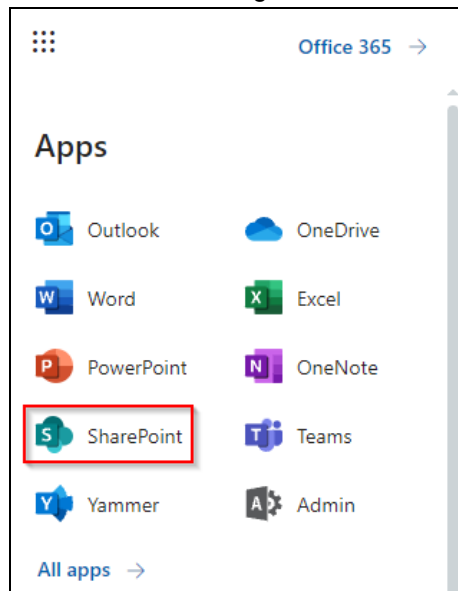 Office 365 →
Apps
Outlook OneDrive
Word Excel
PowerPoint OneNote
SharePoint Teams
Yammer Admin
All apps →